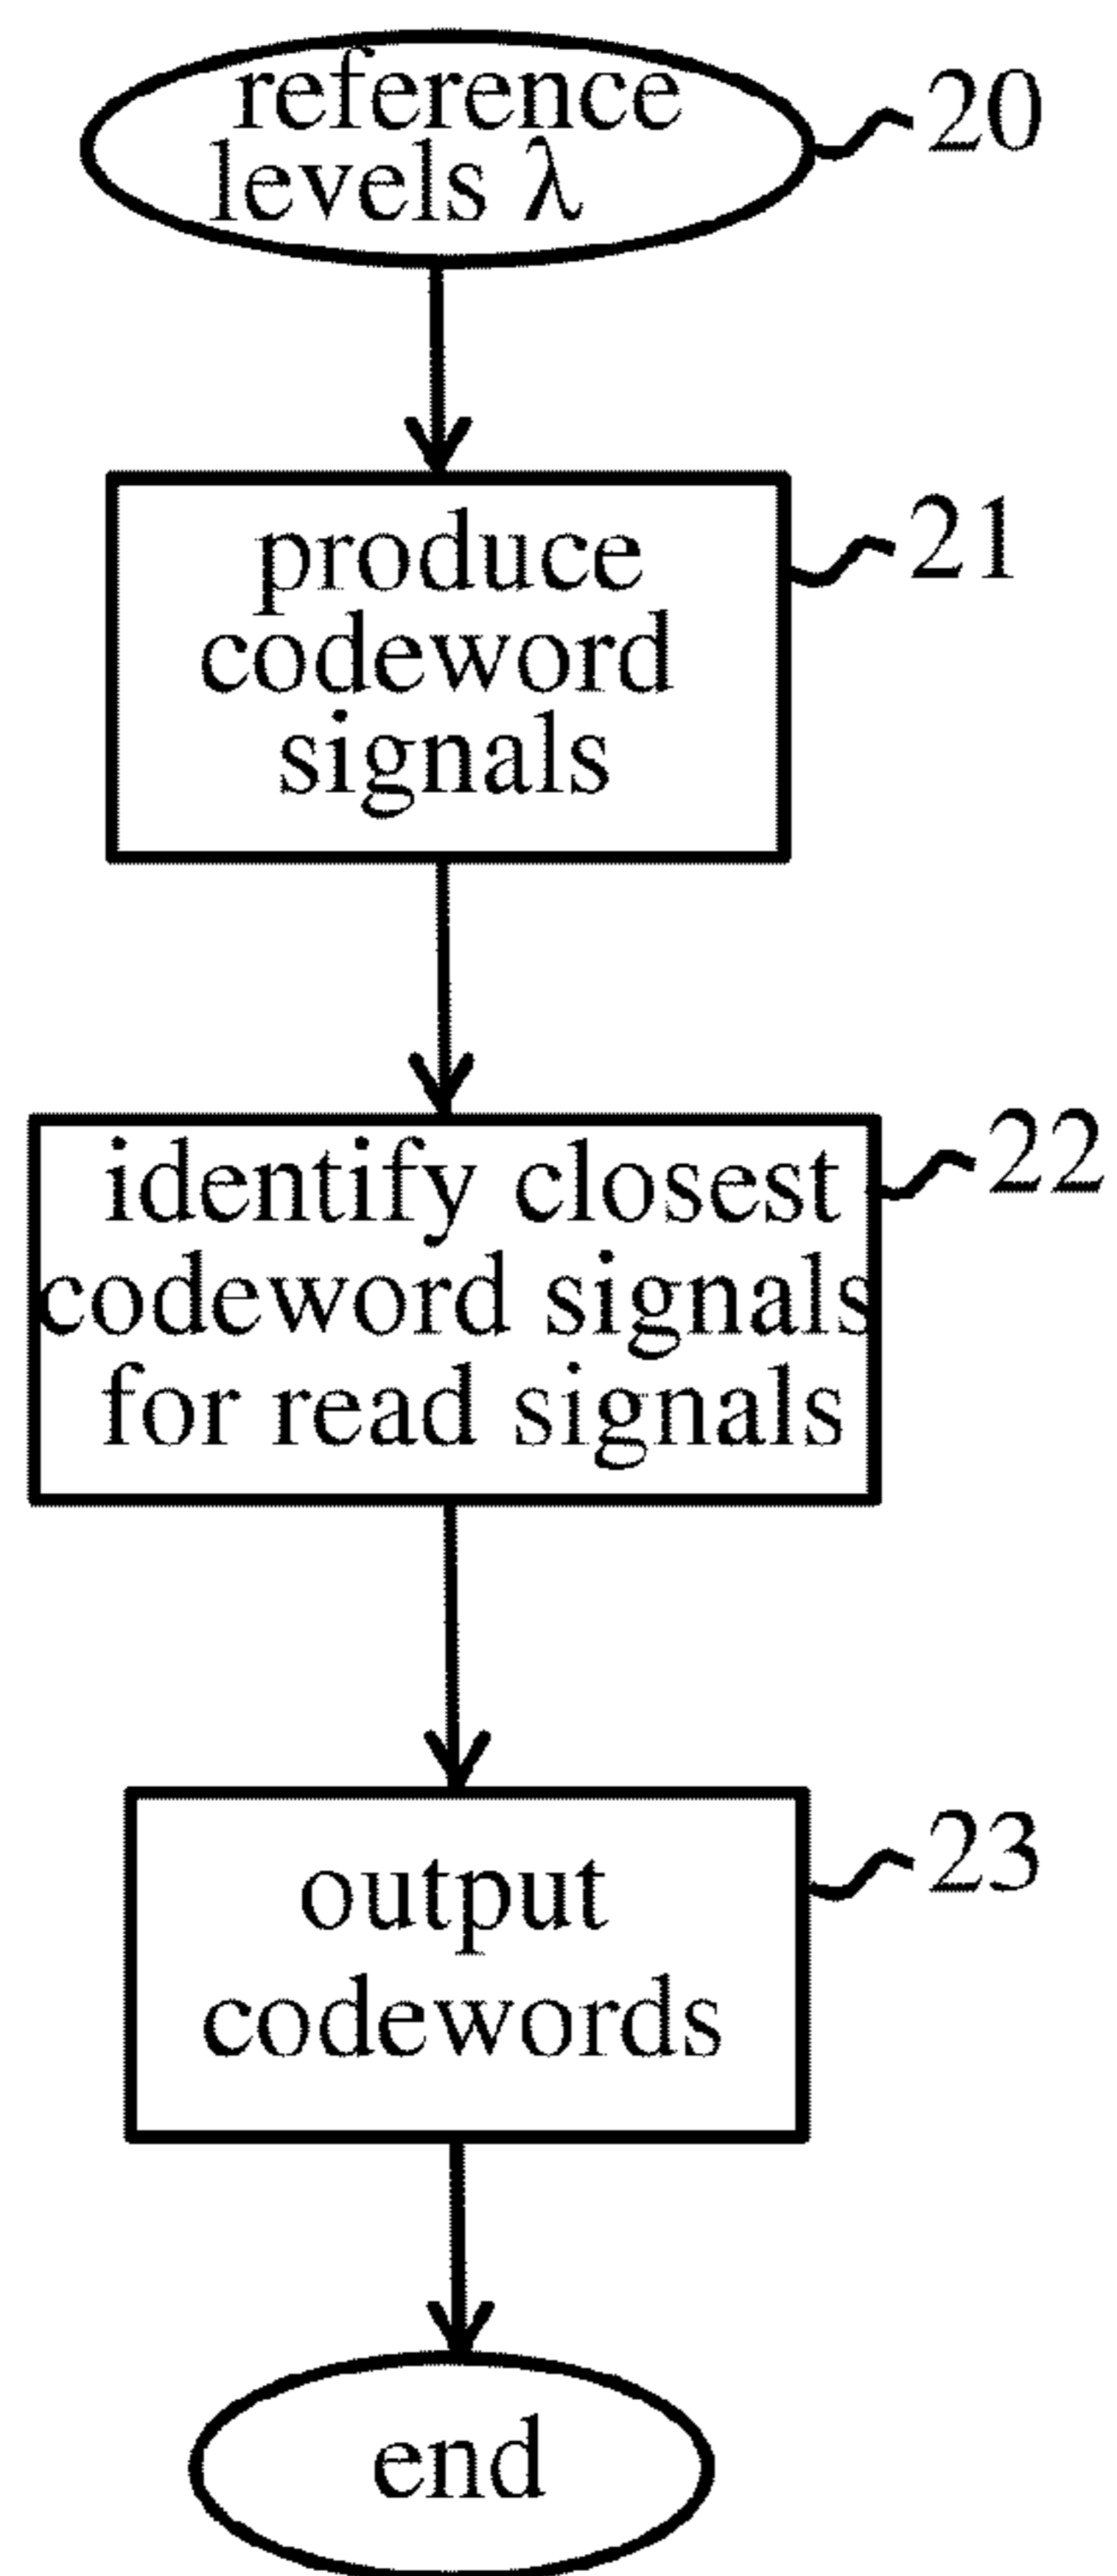 reference
levels λ
20
produce
codeword
signals
21
identify closest
codeword signals
for read signals
22
output
codewords
23
end